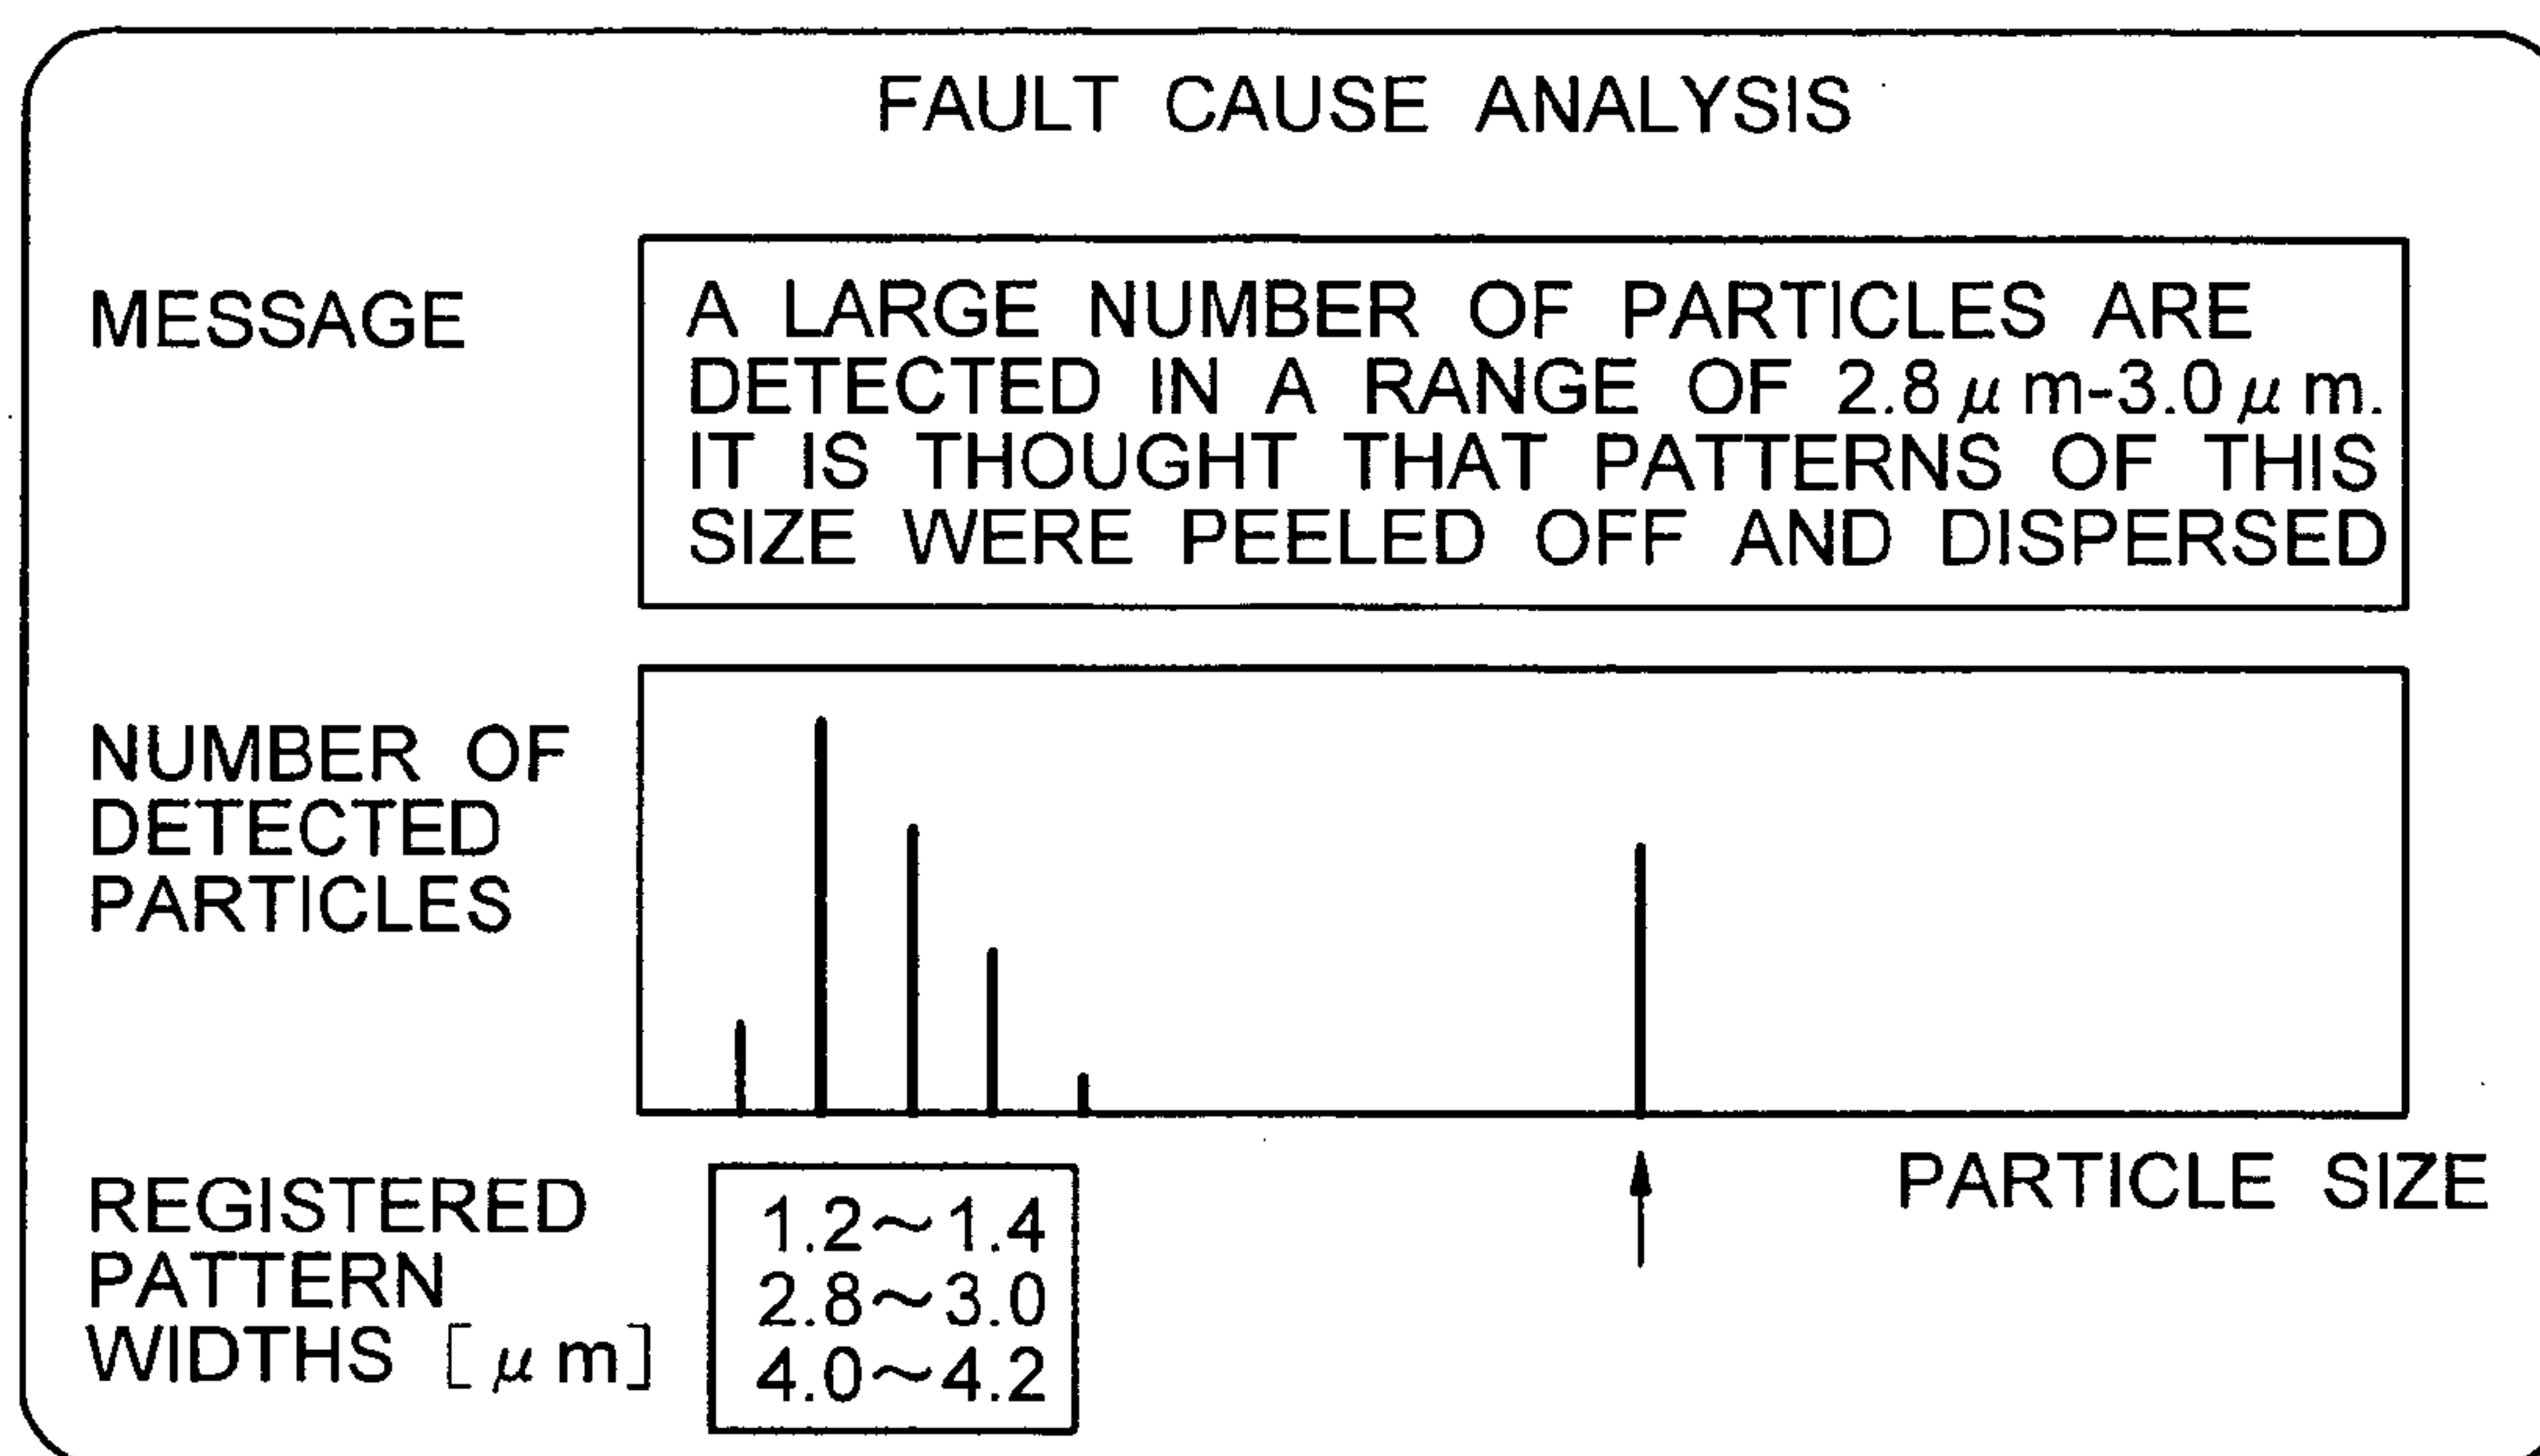 FAULT CAUSE ANALYSIS
MESSAGE
A LARGE NUMBER OF PARTICLES ARE
DETECTED IN A RANGE OF 2.8μm-3.0μm.
IT IS THOUGHT THAT PATTERNS OF THIS
SIZE WERE PEELED OFF AND DISPERSED
NUMBER OF
DETECTED
PARTICLES
PARTICLE SIZE
REGISTERED
PATTERN
WIDTHS [μm]
1.2~1.4
2.8~3.0
4.0~4.2